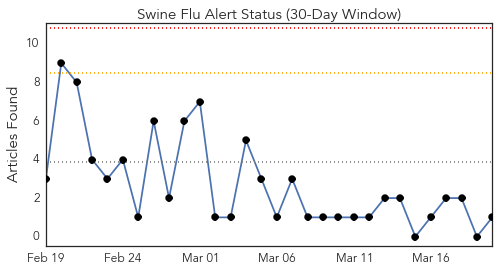 Swine Flu Alert Status (30-Day Window)
Articles Found
10
8
6
4
2
0
Feb 19 Feb 24 Mar 01 Mar 06 Mar 11 Mar 16